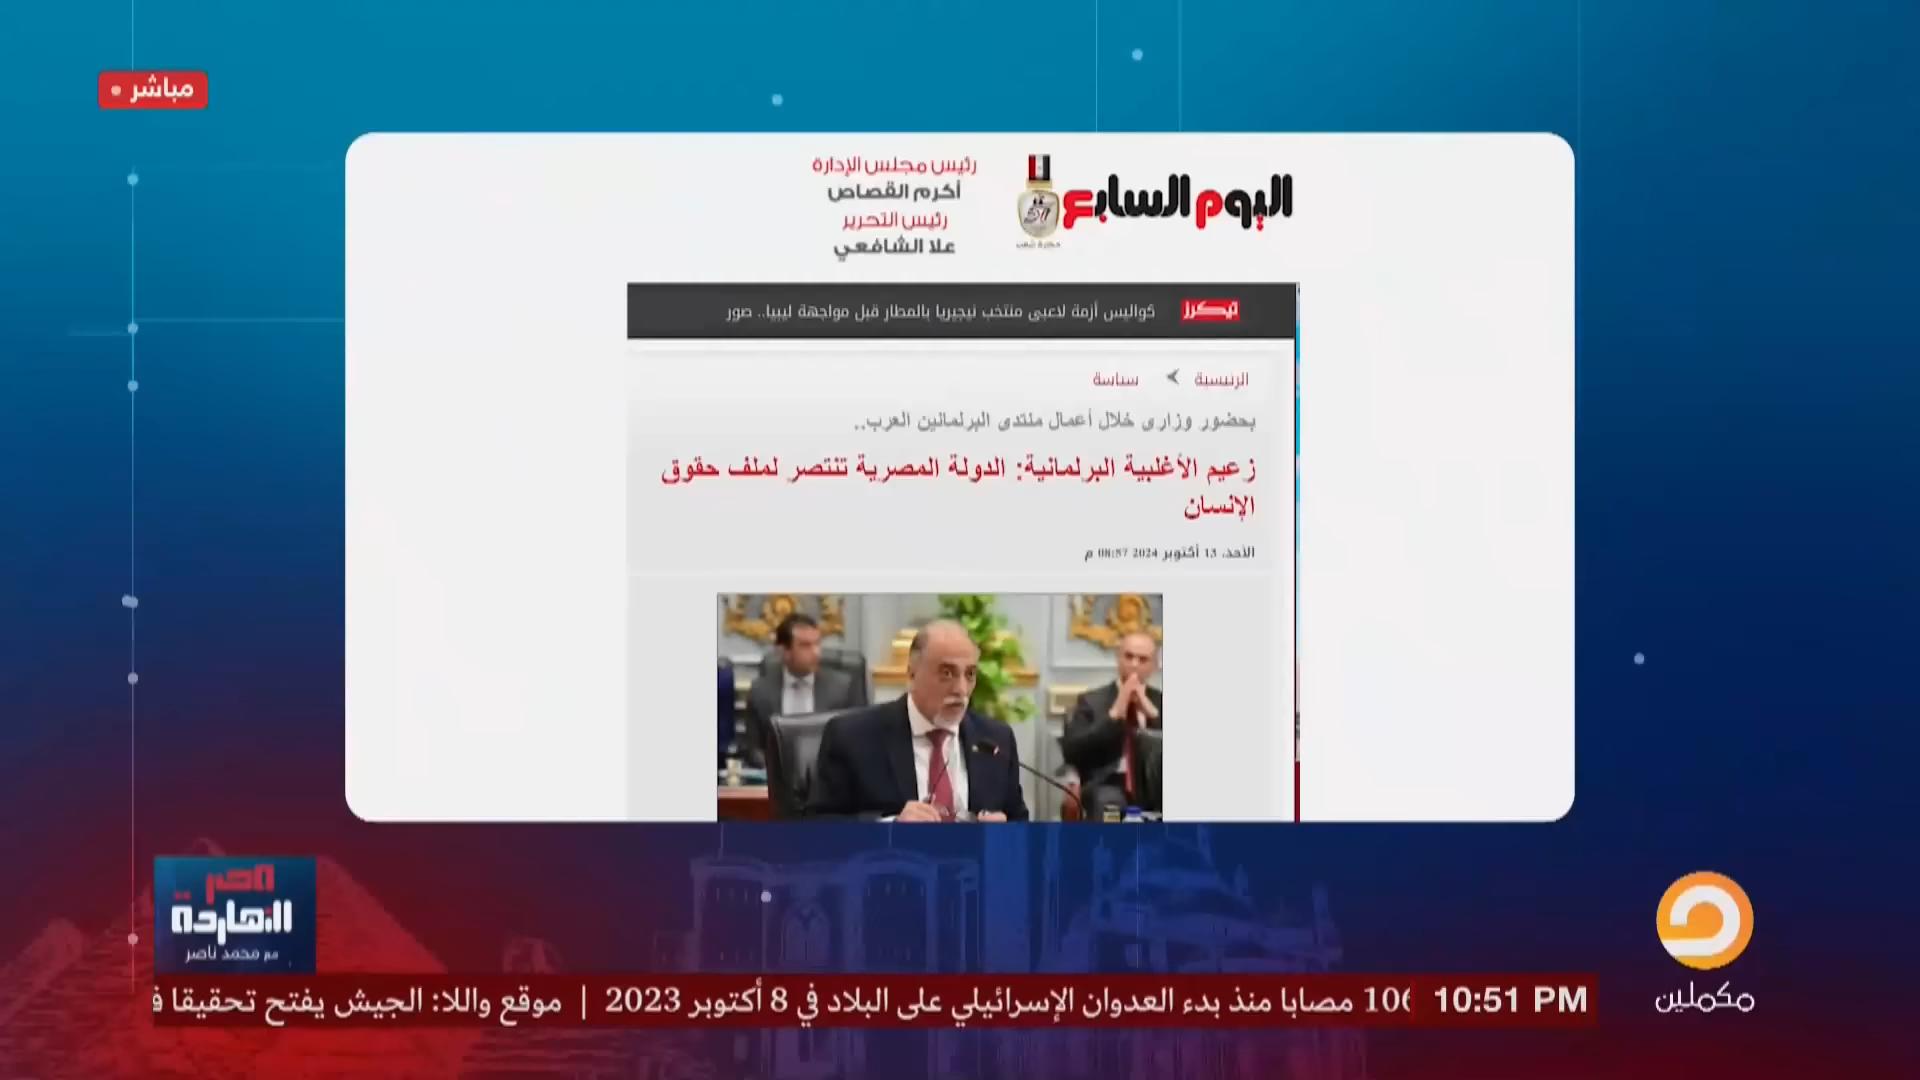 مباشر
اليوم السابع
رئيس مجلس الإدارة
أكرم القصاص
رئيس التحرير
علا الشافعي
تيكرز
كواليس أزمة لاعبى منتخب نيجيريا بالمطار قبل مواجهة ليبيا.. صور
الرئيسية
سياسة
بحضور وزارى خلال أعمال منتدى البرلمانين العرب..
زعيم الأغلبية البرلمانية: الدولة المصرية تنتصر لملف حقوق
الإنسان
الأحد، 13 أكتوبر 2024 08:57 م
مصر
النهاردة
مع محمد ناصر
مصابا منذ بدء العدوان الإسرائيلي على البلاد في 8 أكتوبر 2023 | موقع واللا: الجيش يفتح تحقيقا
10:51 PM
مكملين